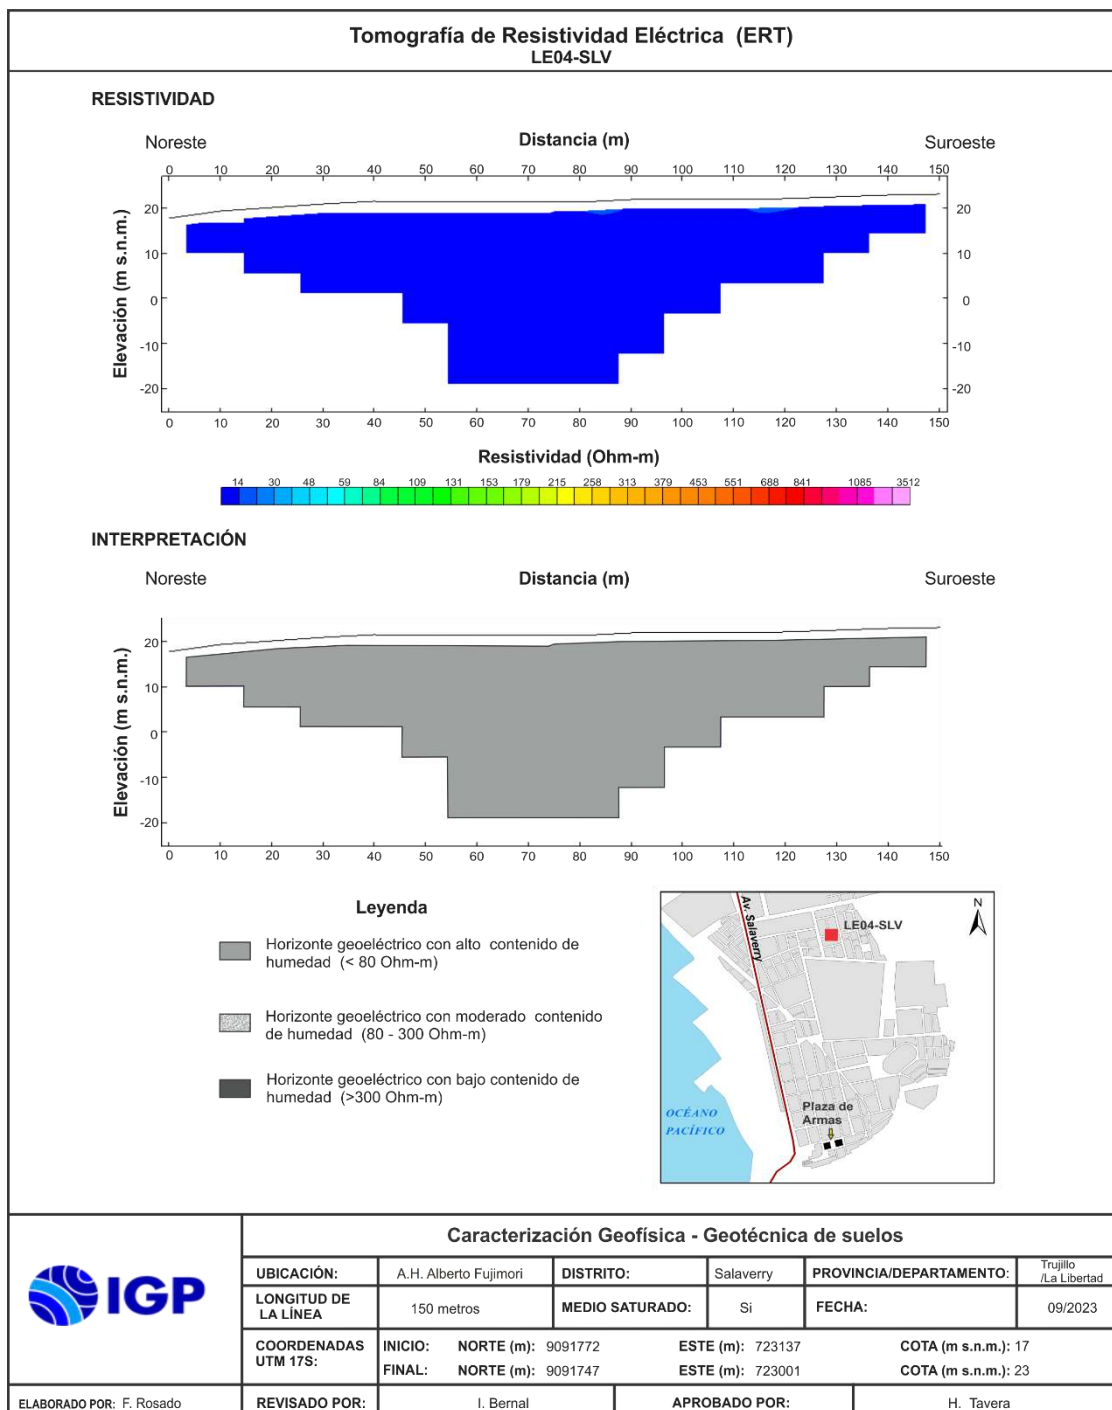 Tomografía de Resistividad Eléctrica (ERT)
LE04-SLV
RESISTIVIDAD
Noreste Distancia (m) Suroeste
0 10 20 30 40 50 60 70 80 90 100 110 120 130 140 150
Elevación (m s.n.m.)
20 20
10 10
0 0
-10 -10
-20 -20
0 10 20 30 40 50 60 70 80 90 100 110 120 130 140 150
Resistividad (Ohm-m)
14 30 48 59 84 109 131 153 179 215 258 313 379 453 551 688 841 1085 3512
INTERPRETACIÓN
Noreste Distancia (m) Suroeste
Elevación (m s.n.m.)
20
10
0
-10
-20
0 10 20 30 40 50 60 70 80 90 100 110 120 130 140 150
Leyenda
Horizonte geoeléctrico con alto contenido de
humedad (< 80 Ohm-m)
Horizonte geoeléctrico con moderado contenido
de humedad (80 - 300 Ohm-m)
Horizonte geoeléctrico con bajo contenido de
humedad (>300 Ohm-m)
Av. Salaverry
N
LE04-SLV
OCÉANO
PACÍFICO
Plaza de
Armas
IGP
Caracterización Geofísica - Geotécnica de suelos
UBICACIÓN: A.H. Alberto Fujimori DISTRITO: Salaverry PROVINCIA/DEPARTAMENTO: Trujillo
/La Libertad
LONGITUD DE
LA LÍNEA 150 metros MEDIO SATURADO: Si FECHA: 09/2023
COORDENADAS
UTM 17S:
INICIO: NORTE (m): 9091772 ESTE (m): 723137 COTA (m s.n.m.): 17
FINAL: NORTE (m): 9091747 ESTE (m): 723001 COTA (m s.n.m.): 23
ELABORADO POR: F. Rosado REVISADO POR: I. Bernal APROBADO POR: H. Tavera